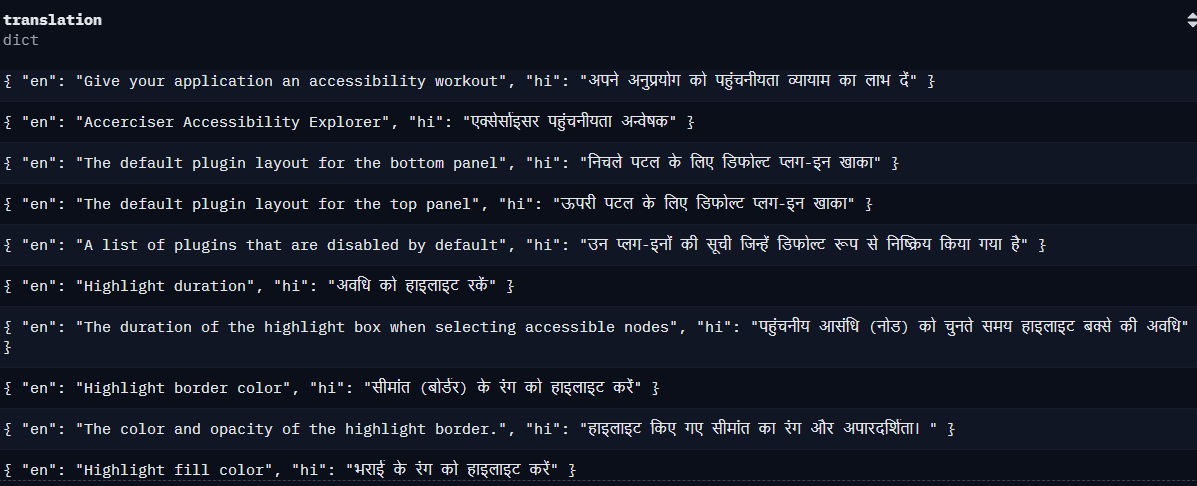 translation
dict
{ "en": "Give your application an accessibility workout", "hi": "अपने अनुप्रयोग को पहुंचनीयता व्यायाम का लाभ दें" }
{ "en": "Accerciser Accessibility Explorer", "hi": "एक्सेर्साइसर पहुंचनीयता अन्वेषक" }
{ "en": "The default plugin layout for the bottom panel", "hi": "निचले पटल के लिए डिफोल्ट प्लग-इन खाका" }
{ "en": "The default plugin layout for the top panel", "hi": "ऊपरी पटल के लिए डिफोल्ट प्लग-इन खाका" }
{ "en": "A list of plugins that are disabled by default", "hi": "उन प्लग-इनों की सूची जिन्हें डिफोल्ट रूप से निष्क्रिय किया गया है" }
{ "en": "Highlight duration", "hi": "अवधि को हाइलाइट रकें" }
{ "en": "The duration of the highlight box when selecting accessible nodes", "hi": "पहुंचनीय आसंधि (नोड) को चुनते समय हाइलाइट बक्से की अवधि"
}
{ "en": "Highlight border color", "hi": "सीमांत (बोर्डर) के रंग को हाइलाइट करें" }
{ "en": "The color and opacity of the highlight border.", "hi": "हाइलाइट किए गए सीमांत का रंग और अपारदर्शिता। " }
{ "en": "Highlight fill color", "hi": "भराई के रंग को हाइलाइट करें" }